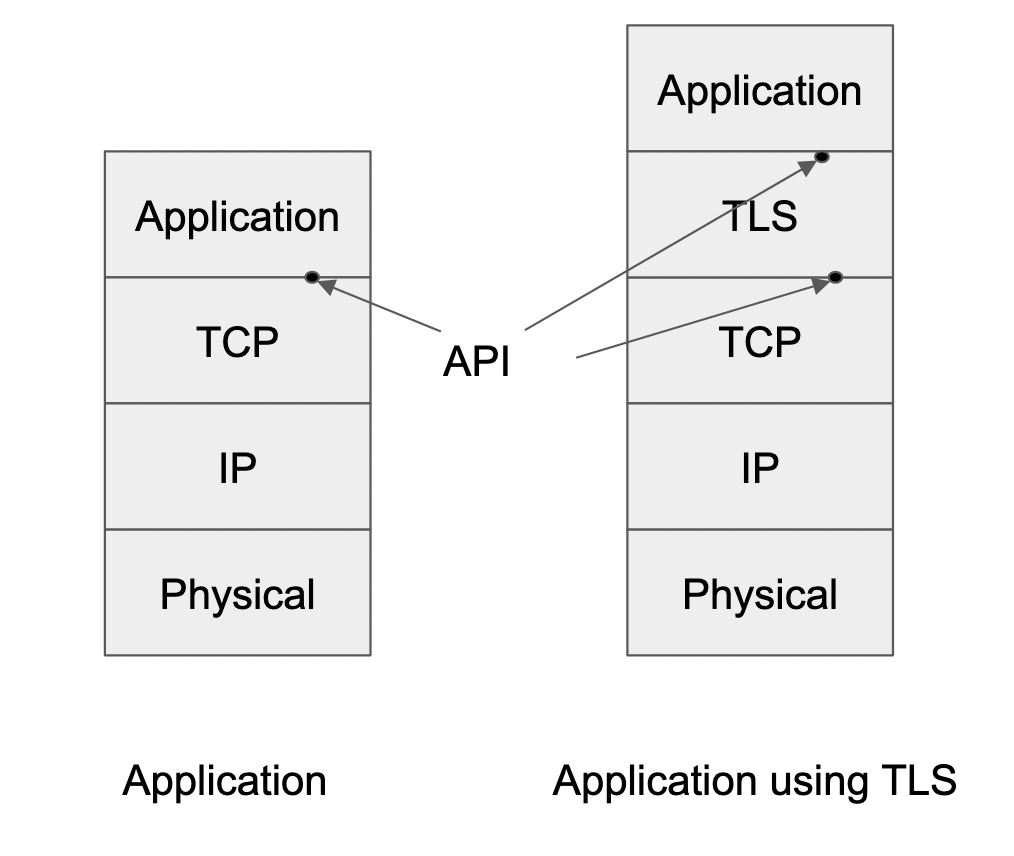 Application
TCP
IP
Physical
Application
API
Application
TLS
TCP
IP
Physical
Application using TLS